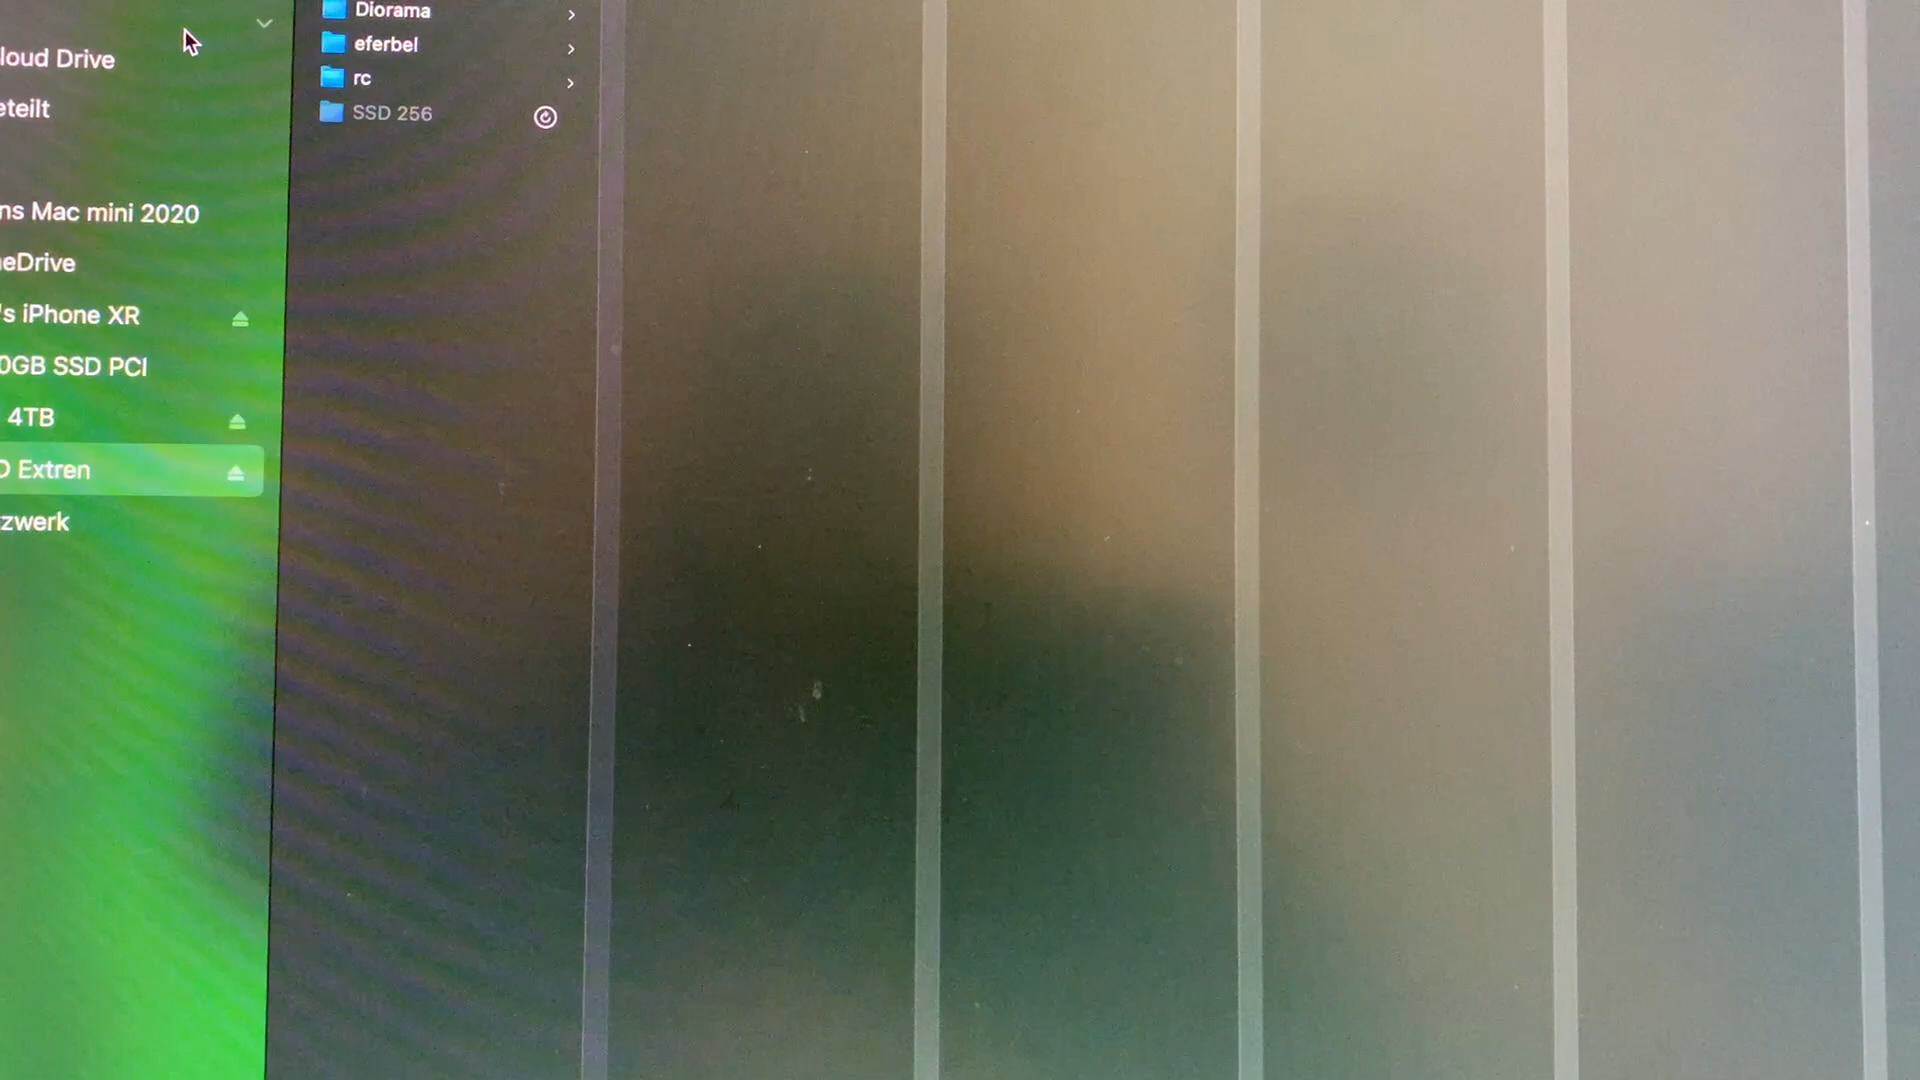 loud Drive
eteilt
ns Mac mini 2020
eDrive
's iPhone XR
0GB SSD PCI
4TB
D Extren
zwerk
Diorama
eferbel
rc
SSD 256